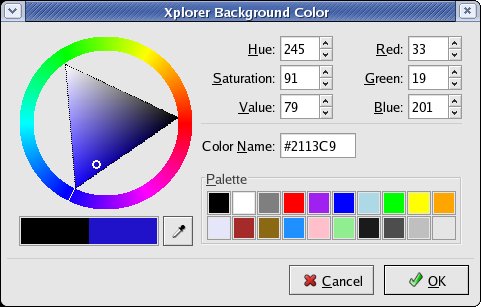 Xplorer Background Color
Hue: 245 Red: 33
Saturation: 91 Green: 19
Value: 79 Blue: 201
Color Name: #2113C9
Palette
Cancel OK